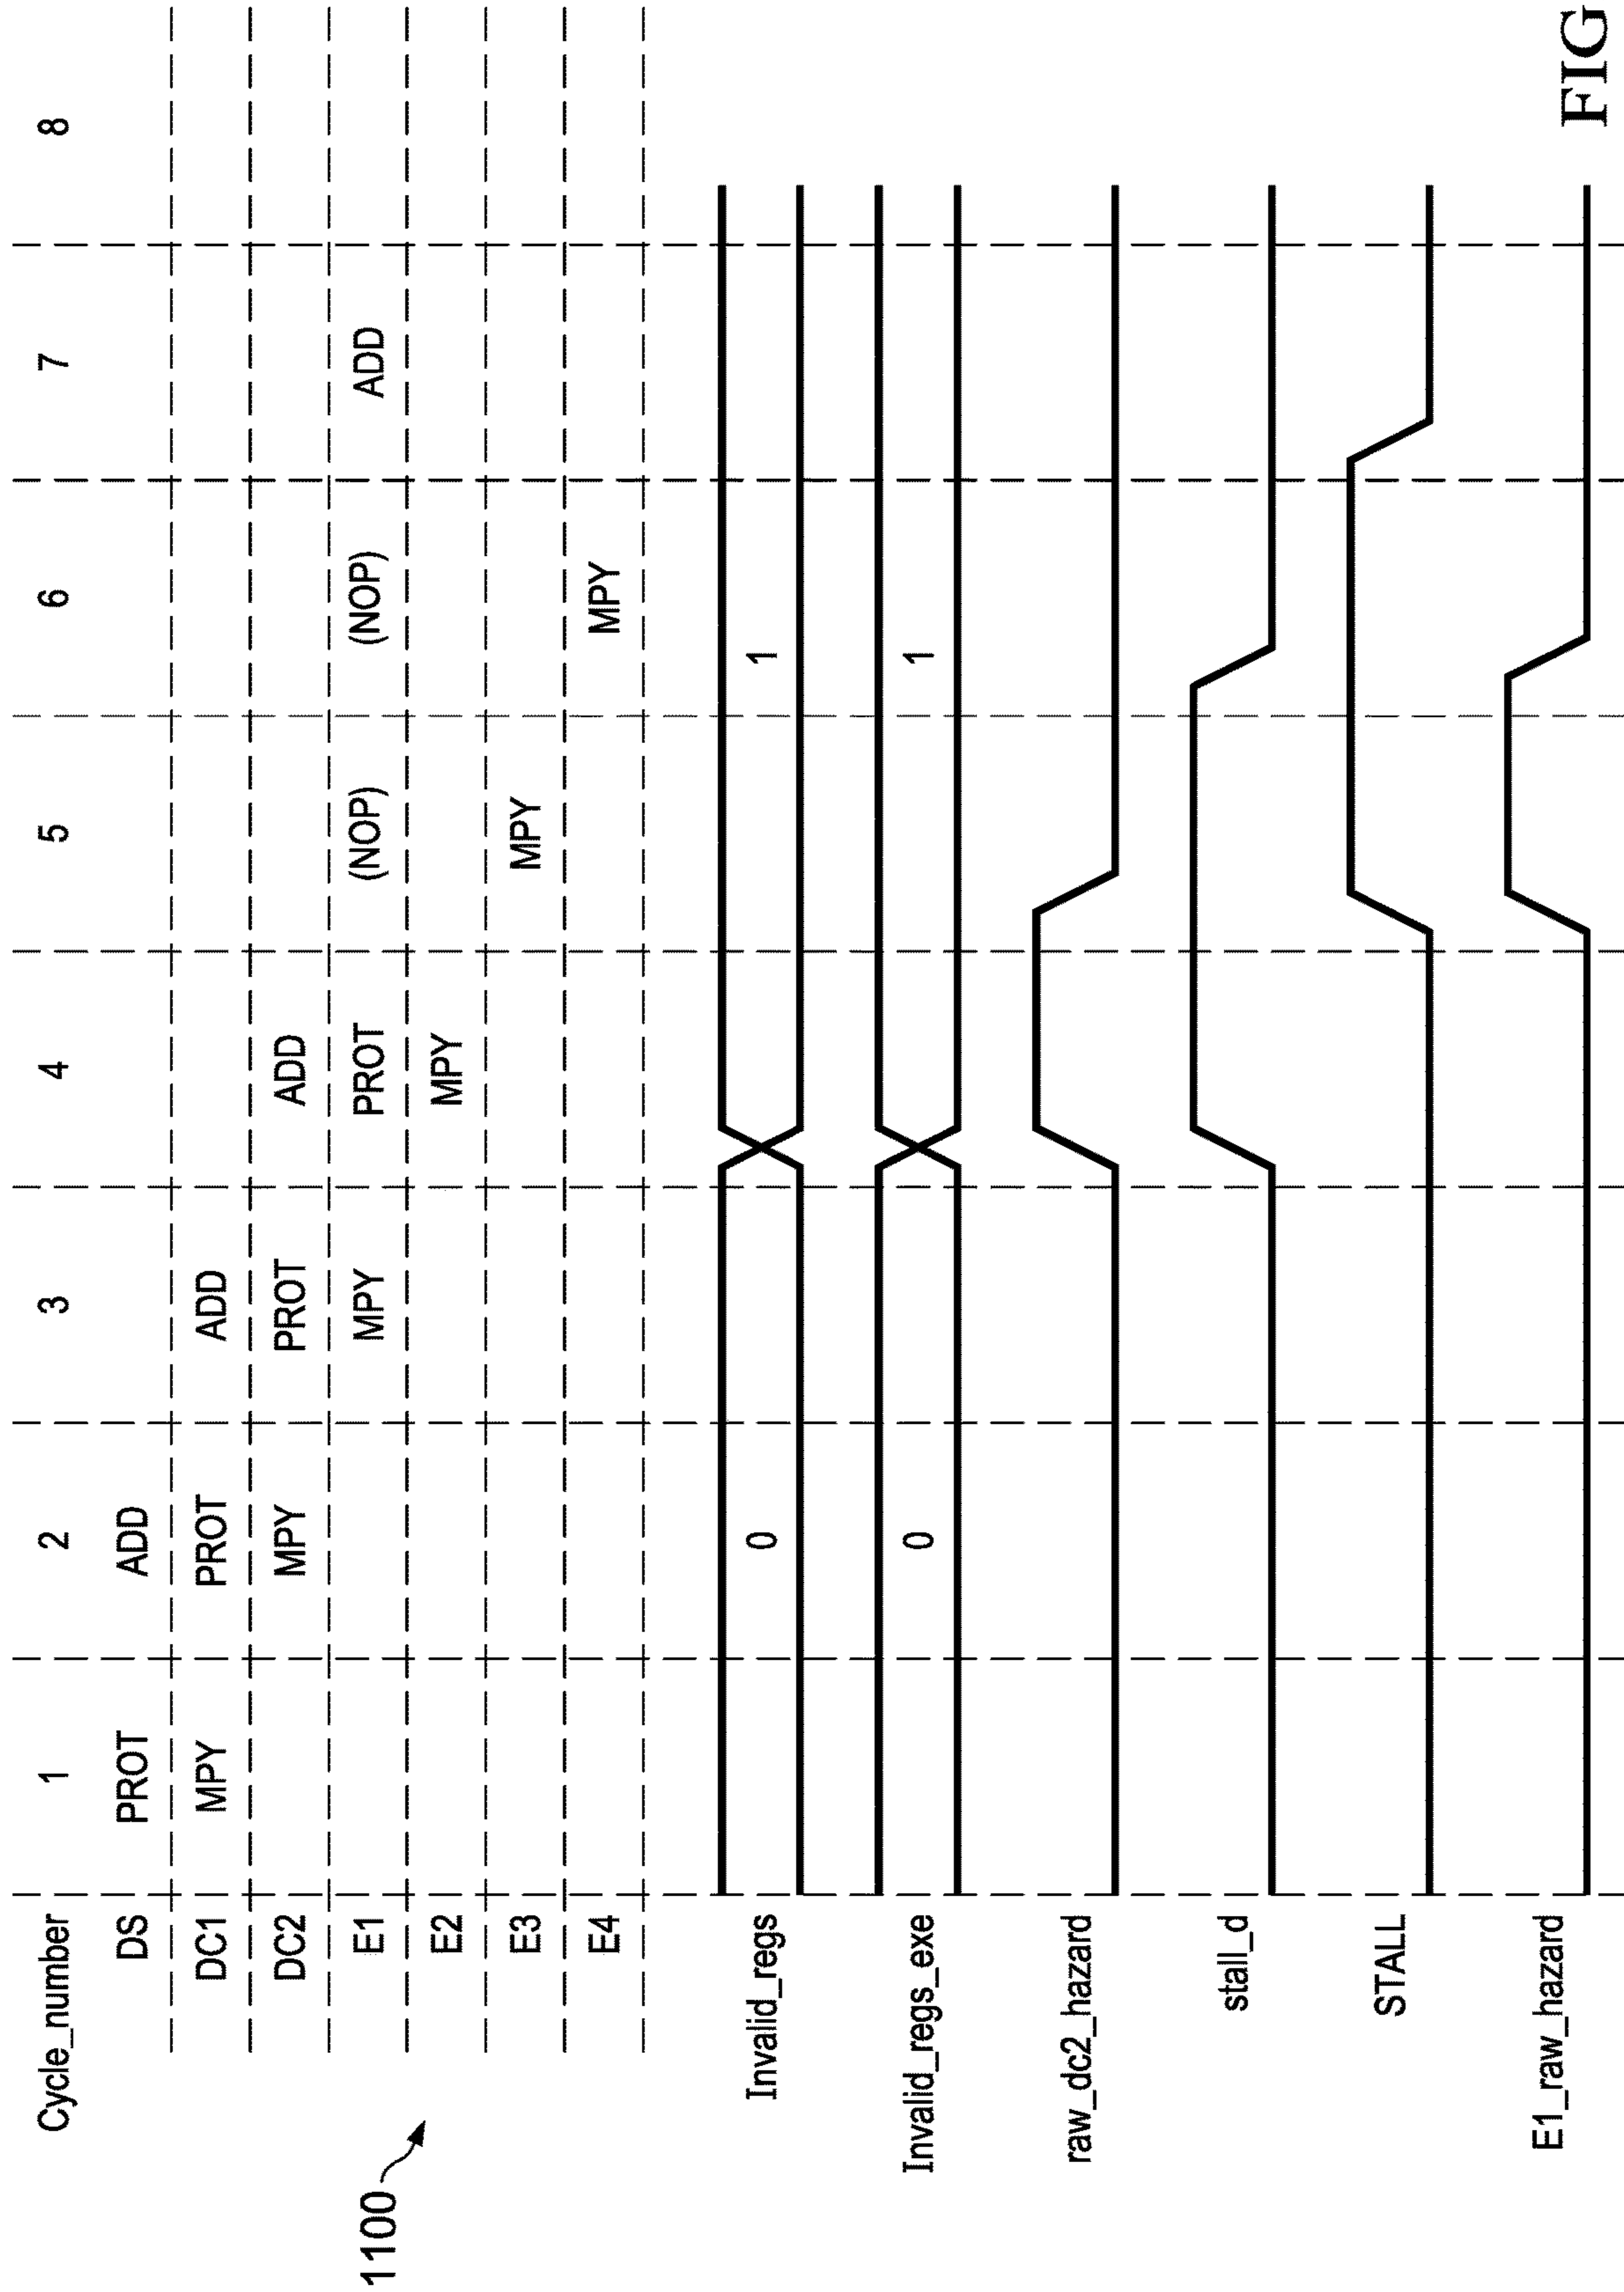 Cycle_number 1 2 3 4 5 6 7 8
DS PROT ADD
DC1 MPY PROT ADD
DC2 MPY PROT ADD
E1 MPY PROT (NOP) (NOP) ADD
E2 MPY
E3 MPY
E4 MPY
1100
Invalid_regs 0 1
Invalid_regs_exe 0 1
raw_dc2_hazard
stall_d
STALL
E1_raw_hazard
FIG